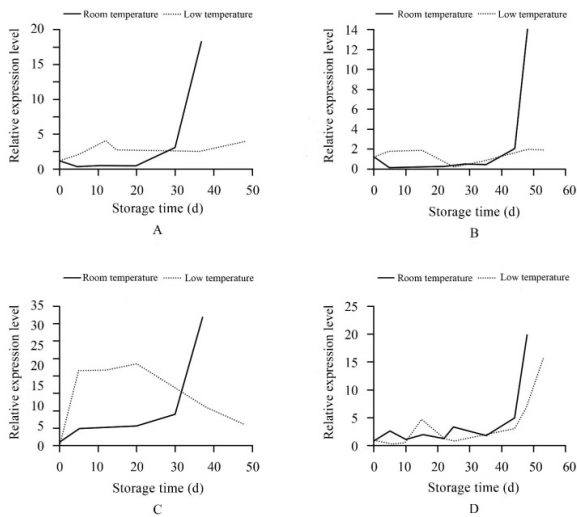 Room temperature Low temperature
Relative expression level
20
15
10
5
0
0 10 20 30 40 50
Storage time (d)
A
Room temperature Low temperature
Relative expression level
14
12
10
8
6
4
2
0
0 10 20 30 40 50 60
Storage time (d)
B
Room temperature Low temperature
Relative expression level
35
30
25
20
15
10
5
0
0 10 20 30 40 50
Storage time (d)
C
Room temperature Low temperature
Relative expression level
25
20
15
10
5
0
0 10 20 30 40 50 60
Storage time (d)
D